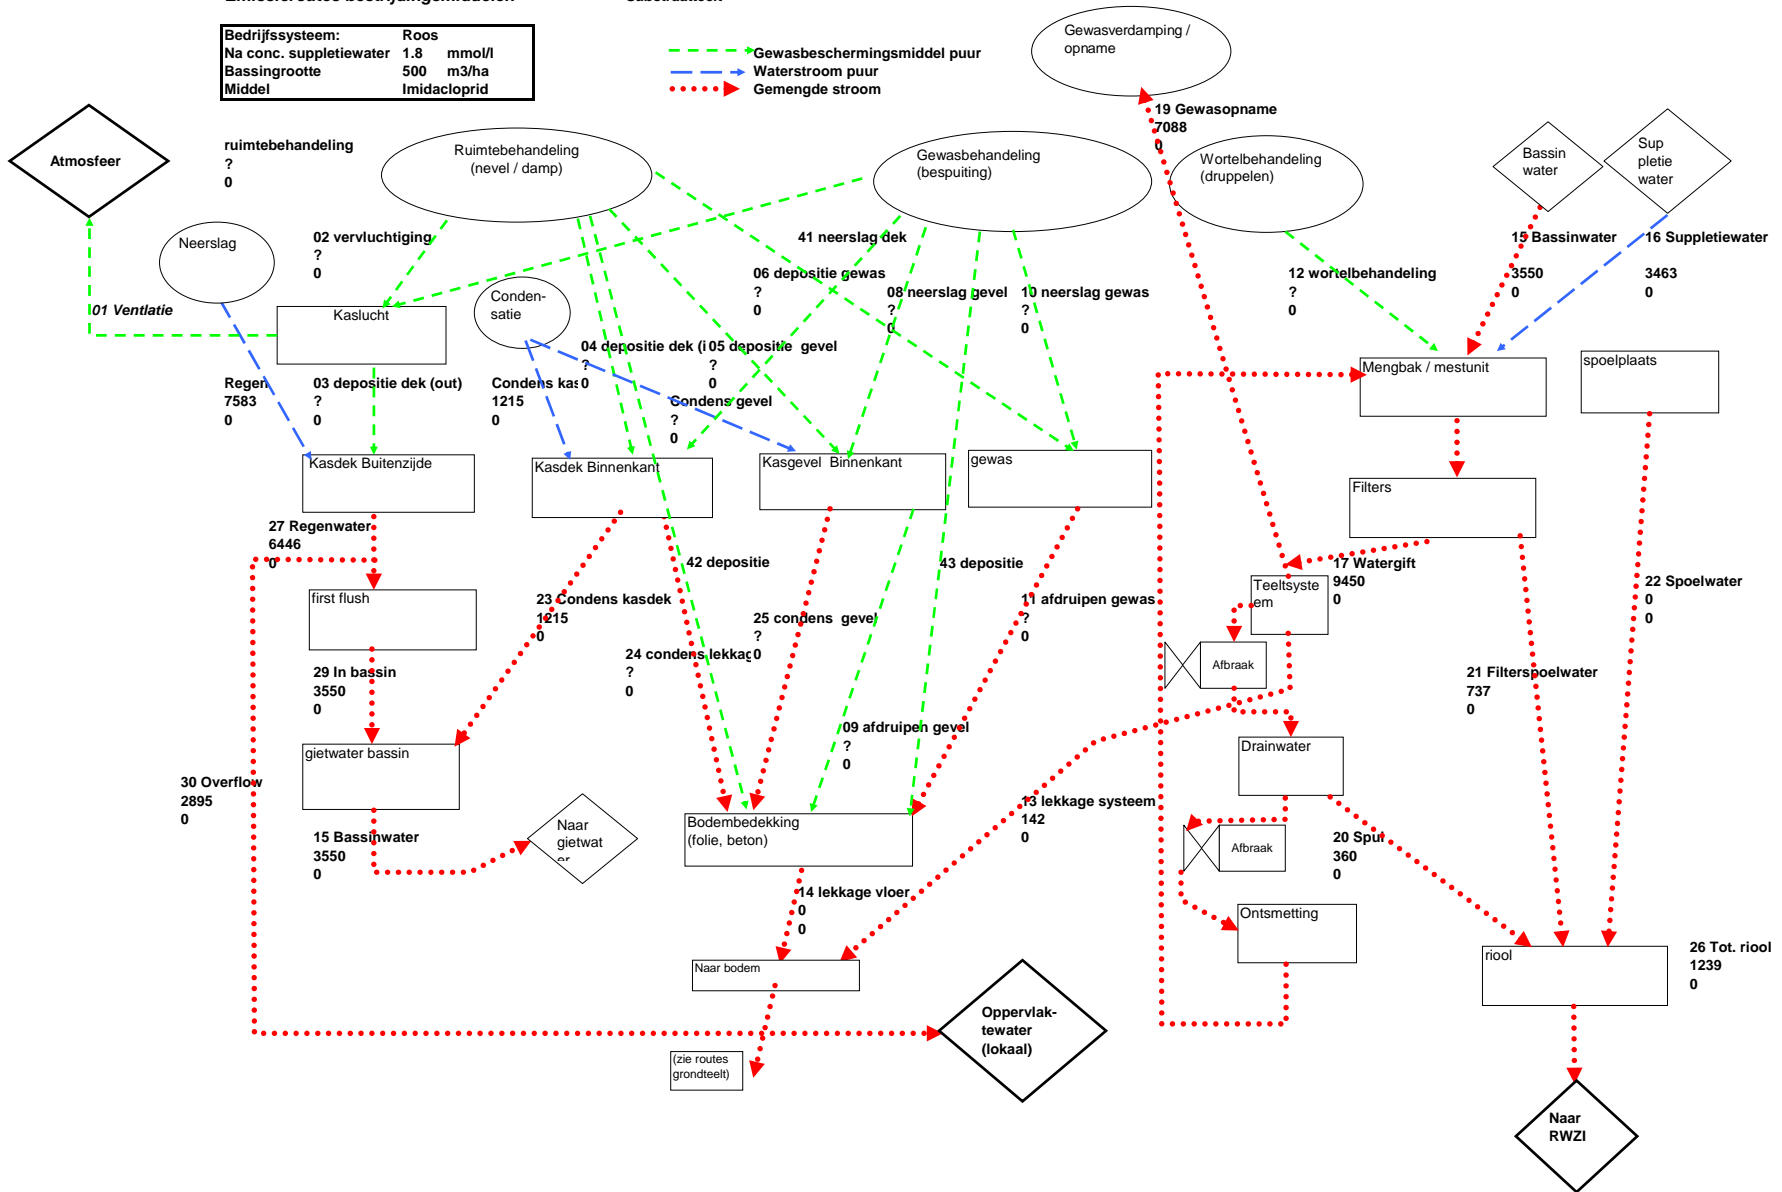 Bedrijfssysteem: Roos
Na conc. suppletiewater 1.8 mmol/l
Bassingrootte 500 m3/ha
Middel Imidacloprid
Gewasbeschermingsmiddel puur
Waterstroom puur
Gemengde stroom
Gewasverdamping /
opname
19 Gewasopname
7088
0
Atmosfeer
ruimtebehandeling
?
0
Ruimtebehandeling
(nevel / damp)
Gewasbehandeling
(bespuiting)
Wortelbehandeling
(druppelen)
Bassin
water
Sup
pletie
water
Neerslag
02 vervluchtiging
?
0
41 neerslag dek
15 Bassinwater
3550
0
16 Suppletiewater
3463
0
01 Ventlatie
Kaslucht
Conden-
satie
06 depositie gewas
?
0
08 neerslag gevel
?
0
10 neerslag gewas
?
0
12 wortelbehandeling
?
0
04 depositie dek (i
?
0
05 depositie gevel
?
0
Regen
7583
0
03 depositie dek (out)
?
0
Condens kas
1215
0
Condens gevel
?
0
Mengbak / mestunit
spoelplaats
Kasdek Buitenzijde
Kasdek Binnenkant
Kasgevel Binnenkant
gewas
Filters
27 Regenwater
6446
0
42 depositie
43 depositie
17 Watergift
9450
0
Teeltsyste
em
first flush
23 Condens kasdek
1215
0
25 condens gevel
?
0
11 afdruipen gewas
?
0
22 Spoelwater
0
0
24 condens lekkag
?
0
Afbraak
29 In bassin
3550
0
21 Filterspoelwater
737
0
09 afdruipen gevel
?
0
gietwater bassin
Drainwater
30 Overflow
2895
0
13 lekkage systeem
142
0
Bodembedekking
(folie, beton)
Naar
gietwat
15 Bassinwater
3550
0
Afbraak
20 Spui
360
0
14 lekkage vloer
0
0
Ontsmetting
Naar bodem
riool
26 Tot. riool
1239
0
Oppervlak-
tewater
(lokaal)
(zie routes
grondteelt)
Naar
RWZI